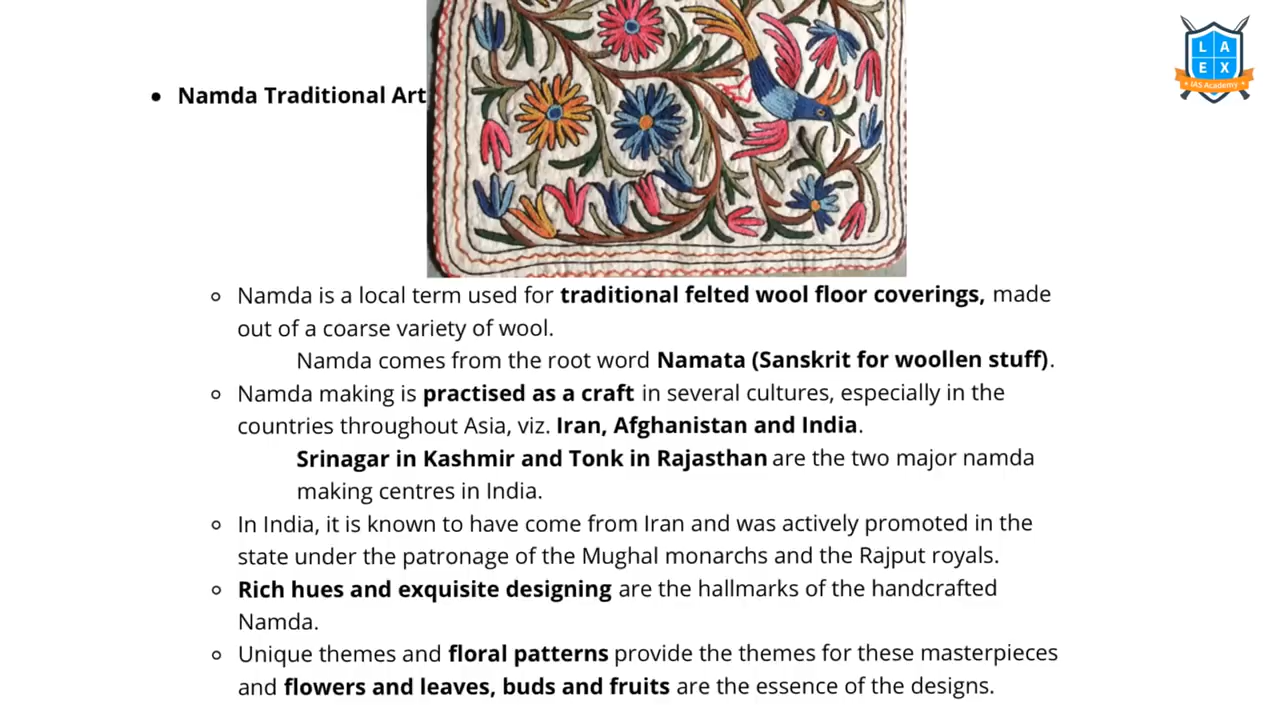 L A
E X
IAS Academy
• Namda Traditional Art
◦ Namda is a local term used for traditional felted wool floor coverings, made
out of a coarse variety of wool.
Namda comes from the root word Namata (Sanskrit for woollen stuff).
◦ Namda making is practised as a craft in several cultures, especially in the
countries throughout Asia, viz. Iran, Afghanistan and India.
Srinagar in Kashmir and Tonk in Rajasthan are the two major namda
making centres in India.
◦ In India, it is known to have come from Iran and was actively promoted in the
state under the patronage of the Mughal monarchs and the Rajput royals.
◦ Rich hues and exquisite designing are the hallmarks of the handcrafted
Namda.
◦ Unique themes and floral patterns provide the themes for these masterpieces
and flowers and leaves, buds and fruits are the essence of the designs.